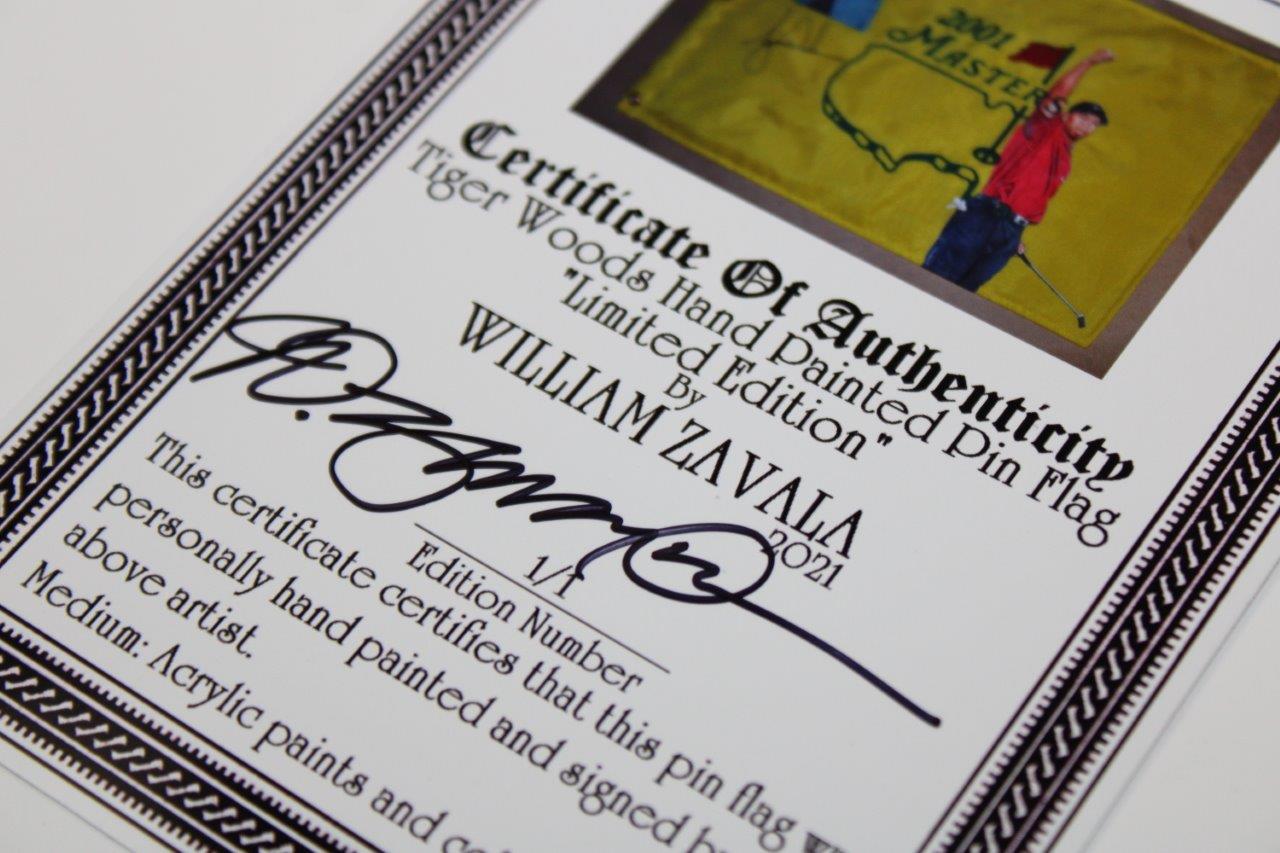 2001
MASTERS
Certificate Of Authenticity
Tiger Woods Hand Painted Pin Flag
"Limited Edition"
By
WILLIAM ZAVALA
2021
1/1
Edition Number
This certificate certifies that this pin flag
personally hand painted and signed
above artist.
Medium: Acrylic paints and